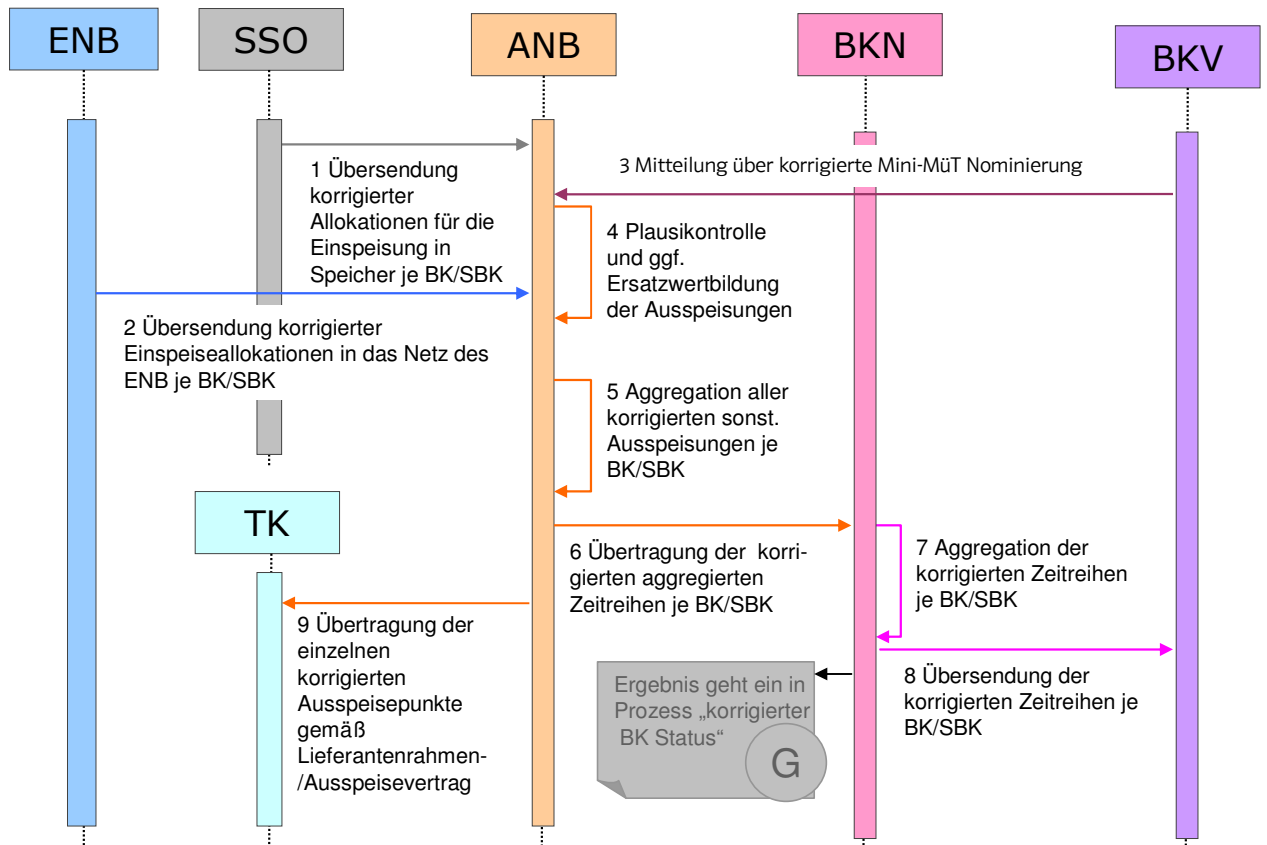 ENB
SSO
ANB
BKN
BKV
1 Übersendung
korrigierter
Allokationen für die
Einspeisung in
Speicher je BK/SBK
3 Mitteilung über korrigierte Mini-MüT Nominierung
4 Plausikontrolle
und ggf.
Ersatzwertbildung
der Ausspeisungen
2 Übersendung korrigierter
Einspeiseallokationen in das Netz des
ENB je BK/SBK
5 Aggregation aller
korrigierten sonst.
Ausspeisungen je
BK/SBK
TK
6 Übertragung der korri-
gierten aggregierten
Zeitreihen je BK/SBK
7 Aggregation der
korrigierten Zeitreihen
je BK/SBK
9 Übertragung der
einzelnen
korrigierten
Ausspeisepunkte
gemäß
Lieferantenrahmen-
/Ausspeisevertrag
8 Übersendung der
korrigierten Zeitreihen je
BK/SBK
Ergebnis geht ein in
Prozess „korrigierter
BK Status“
G